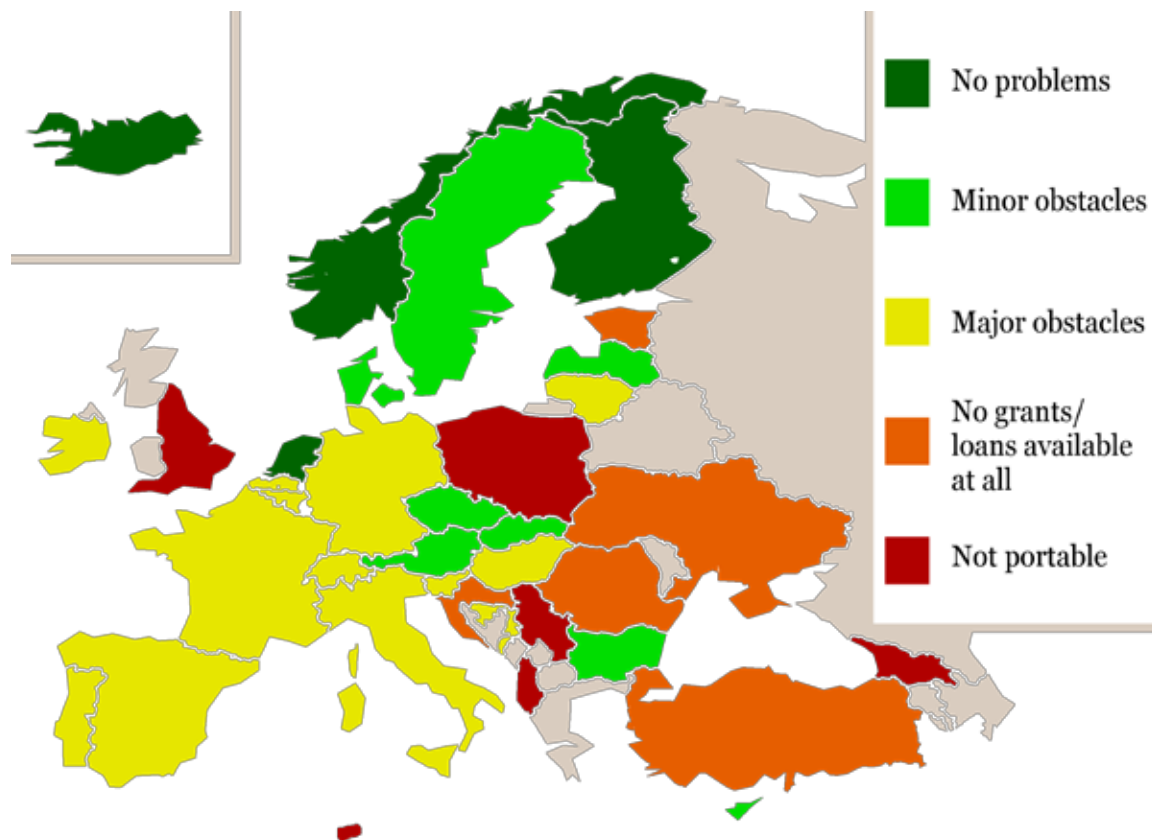 No problems
Minor obstacles
Major obstacles
No grants/
loans available
at all
Not portable